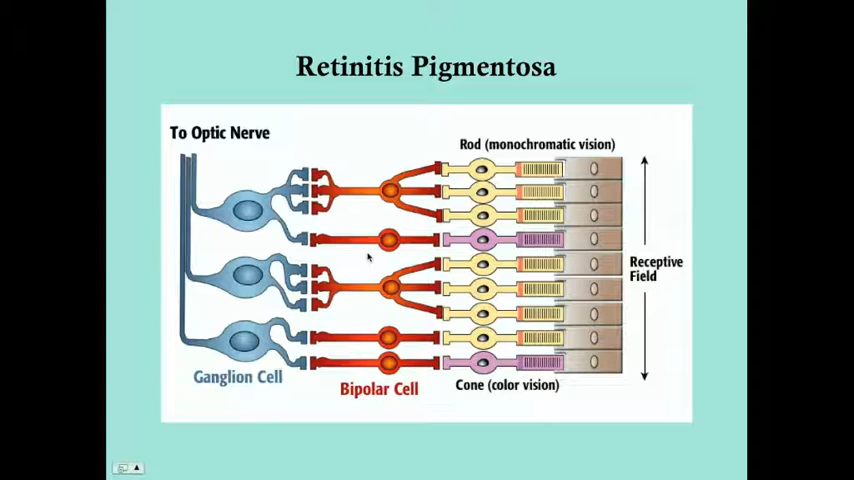 Retinitis Pigmentosa
To Optic Nerve
Rod (monochromatic vision)
Receptive
Field
Ganglion Cell
Bipolar Cell
Cone (color vision)